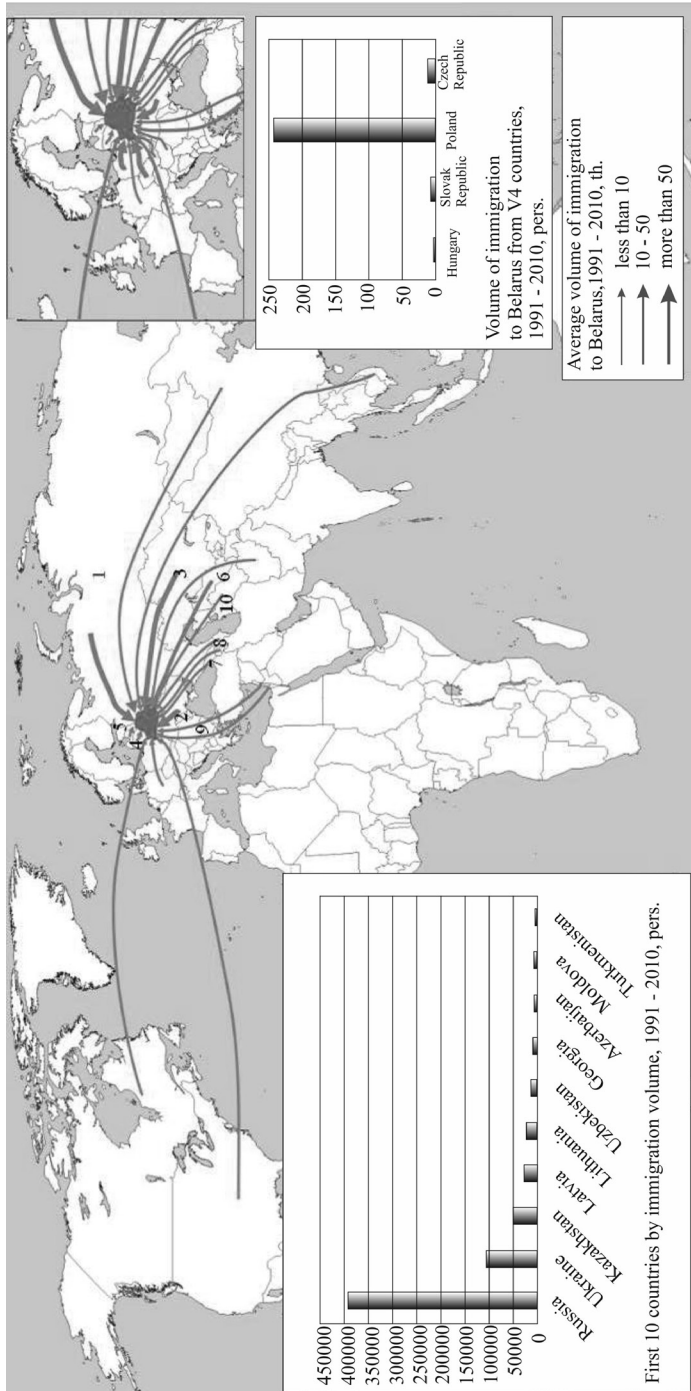 250
200
150
100
50
0
Hungary
Slovak
Republic
Poland
Czech
Republic
Volume of immigration
to Belarus from V4 countries,
1991 - 2010, pers.
Average volume of immigration
to Belarus,1991 - 2010, th.
less than 10
10 - 50
more than 50
1
2
3
4
5
6
7
8
9
10
450000
400000
350000
300000
250000
200000
150000
100000
50000
0
Russia
Ukraine
Kazakhstan
Latvia
Lithuania
Uzbekistan
Georgia
Azerbaijan
Moldova
Turkmenistan
First 10 countries by immigration volume, 1991 - 2010, pers.